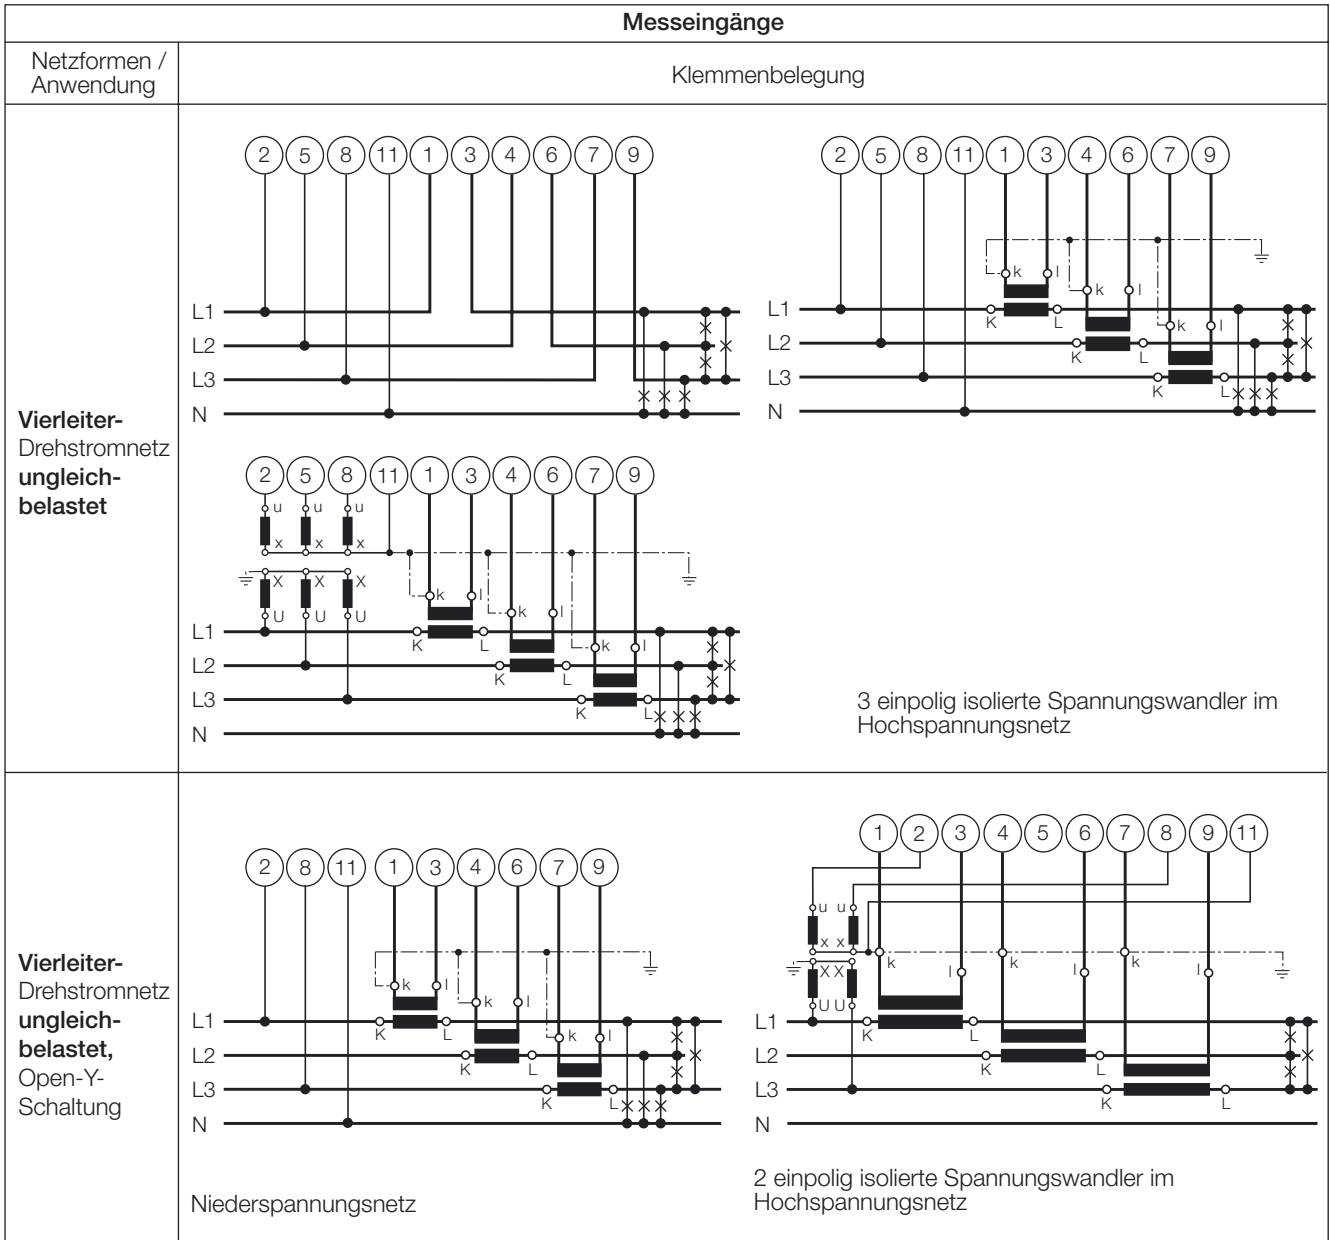 Messeingänge
Netzformen /
Anwendung
Klemmenbelegung
Vierleiter-
Drehstromnetz
ungleich-
belastet
2 5 8 11 1 3 4 6 7 9
L1
L2
L3
N
2 5 8 11 1 3 4 6 7 9
k l
k l
k l
L1 K L
L2 K L
L3 K L
N
2 5 8 11 1 3 4 6 7 9
u u u
x x x
X X X
U U U
k l
k l
k l
L1 K L
L2 K L
L3 K L
N
3 einpolig isolierte Spannungswandler im
Hochspannungsnetz
Vierleiter-
Drehstromnetz
ungleich-
belastet,
Open-Y-
Schaltung
2 8 11 1 3 4 6 7 9
k l
k l
k l
L1 K L
L2 K L
L3 K L
N
Niederspannungsnetz
1 2 3 4 5 6 7 8 9 11
u u
x x
X X
U U
k l k l k l
L1 K L
L2 K L
L3 K L
N
2 einpolig isolierte Spannungswandler im
Hochspannungsnetz